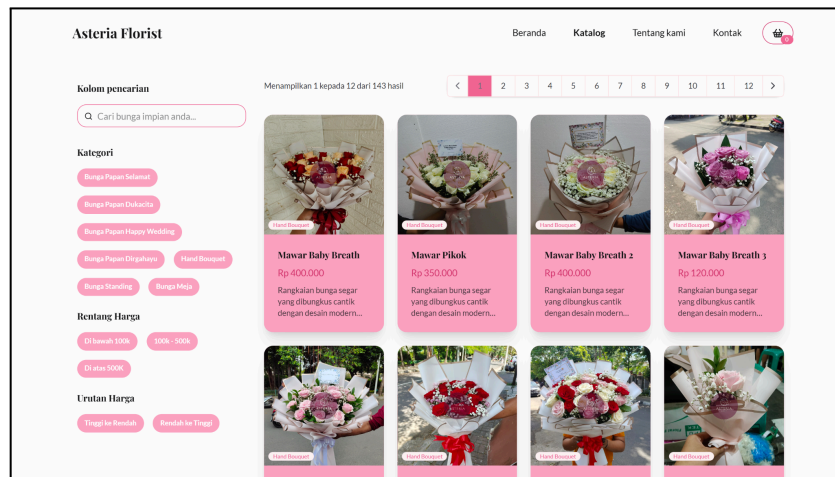 Asteria Florist
Beranda
Katalog
Tentang kami
Kontak
0
Kolom pencarian
Cari bunga impian anda...
Kategori
Bunga Papan Selamat
Bunga Papan Dukacita
Bunga Papan Happy Wedding
Bunga Papan Dirgahayu
Hand Bouquet
Bunga Standing
Bunga Meja
Rentang Harga
Di bawah 100k
100k - 500k
Di atas 500K
Urutan Harga
Tinggi ke Rendah
Rendah ke Tinggi
Menampilkan 1 kepada 12 dari 143 hasil
1 2 3 4 5 6 7 8 9 10 11 12
Hand Bouquet
Mawar Baby Breath
Rp 400.000
Rangkaian bunga segar
yang dibungkus cantik
dengan desain modern...
Hand Bouquet
Mawar Pikok
Rp 350.000
Rangkaian bunga segar
yang dibungkus cantik
dengan desain modern...
Hand Bouquet
Mawar Baby Breath 2
Rp 400.000
Rangkaian bunga segar
yang dibungkus cantik
dengan desain modern...
Hand Bouquet
Mawar Baby Breath 3
Rp 120.000
Rangkaian bunga segar
yang dibungkus cantik
dengan desain modern...
Hand Bouquet
Hand Bouquet
Hand Bouquet
Hand Bouquet